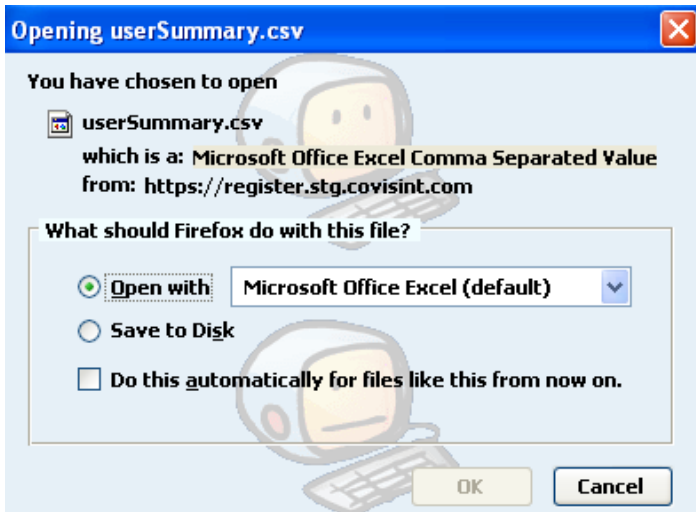 Opening userSummary.csv
You have chosen to open
userSummary.csv
which is a: Microsoft Office Excel Comma Separated Value
from: https://register.stg.covisint.com
What should Firefox do with this file?
Open with Microsoft Office Excel (default)
Save to Disk
Do this automatically for files like this from now on.
OK Cancel